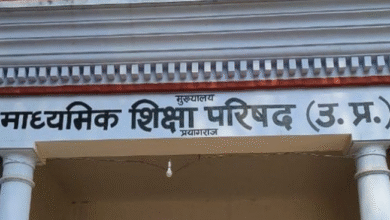 मुख्यालय
माध्यमिक शिक्षा परिषद (उ.प्र.)
प्रयागराज